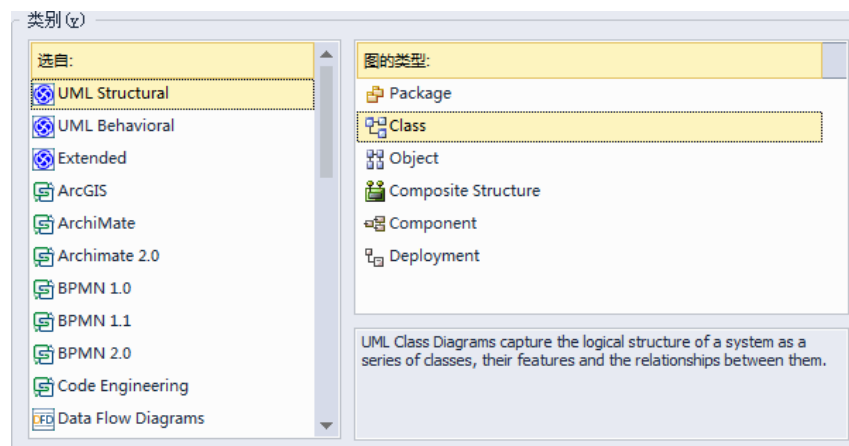 类别(y)
选自:
UML Structural
UML Behavioral
Extended
ArcGIS
ArchiMate
Archimate 2.0
BPMN 1.0
BPMN 1.1
BPMN 2.0
Code Engineering
DFD Data Flow Diagrams
图的类型:
Package
Class
Object
Composite Structure
Component
Deployment
UML Class Diagrams capture the logical structure of a system as a
series of classes, their features and the relationships between them.